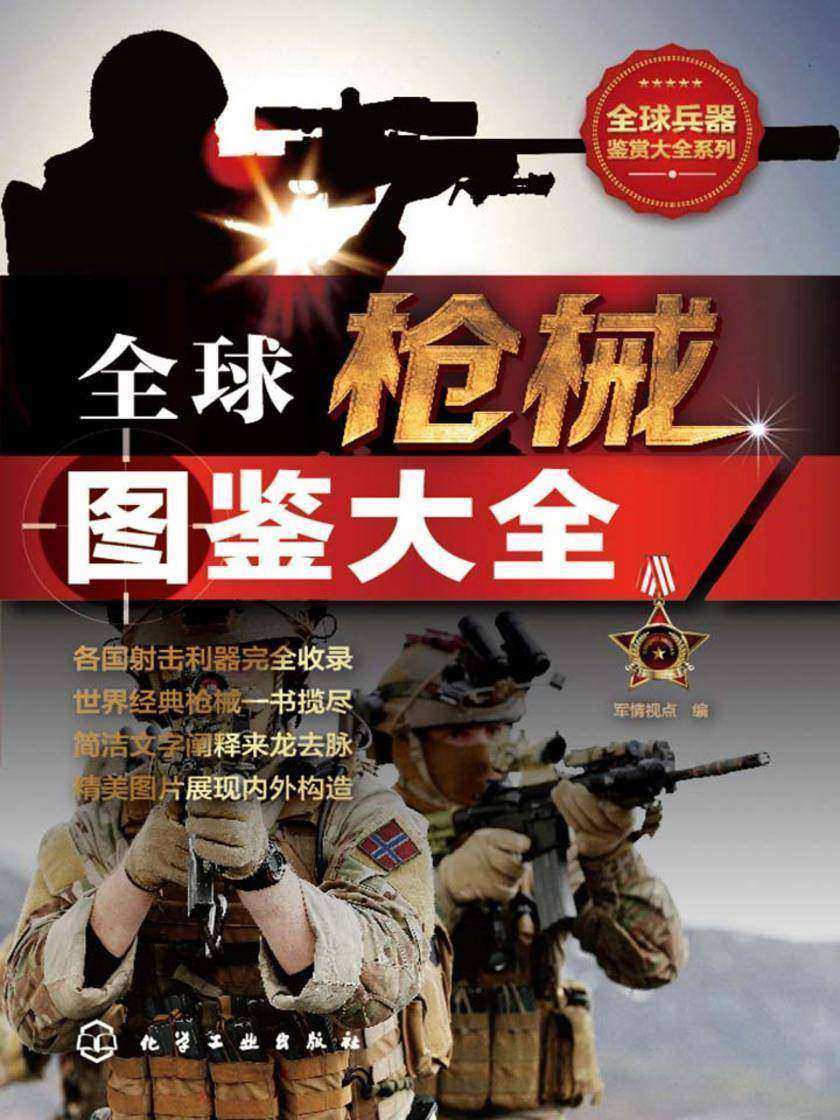 全球兵器
鉴赏大全系列
全球枪械
图鉴大全
各国射击利器完全收录
世界经典枪械一书揽尽
简洁文字阐释来龙去脉
精美图片展现内外构造
军情视点 编
化学工业出版社